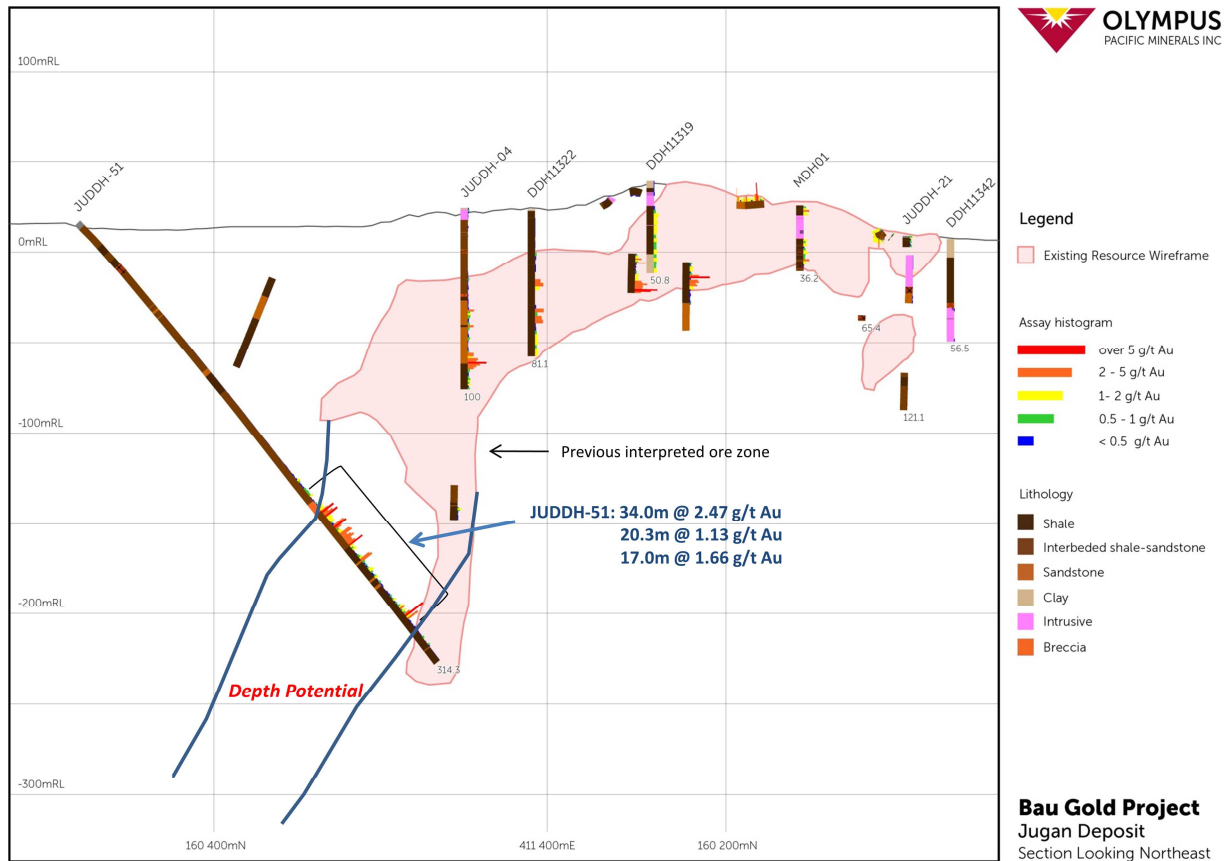 OLYMPUS
PACIFIC MINERALS INC
100mRL
0mRL
-100mRL
-200mRL
-300mRL
JUDDH-51
JUDDH-04
DDH11322
DDH11319
MDH01
JUDDH-21
DDH11342
50.8
36.2
65.4
56.5
81.1
100
121.1
314.3
Previous interpreted ore zone
JUDDH-51: 34.0m @ 2.47 g/t Au
20.3m @ 1.13 g/t Au
17.0m @ 1.66 g/t Au
Depth Potential
160 400mN
411 400mE
160 200mN
Legend
Existing Resource Wireframe
Assay histogram
over 5 g/t Au
2 - 5 g/t Au
1- 2 g/t Au
0.5 - 1 g/t Au
< 0.5 g/t Au
Lithology
Shale
Interbeded shale-sandstone
Sandstone
Clay
Intrusive
Breccia
Bau Gold Project
Jugan Deposit
Section Looking Northeast